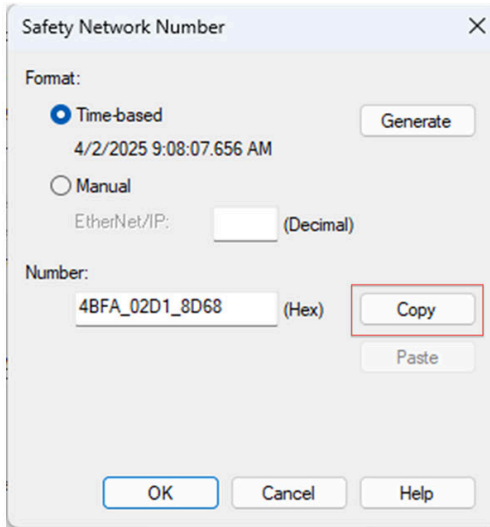 Safety Network Number
Format:
Time-based
Generate
4/2/2025 9:08:07.656 AM
Manual
EtherNet/IP:
(Decimal)
Number:
4BFA_02D1_8D68
(Hex)
Copy
Paste
OK
Cancel
Help